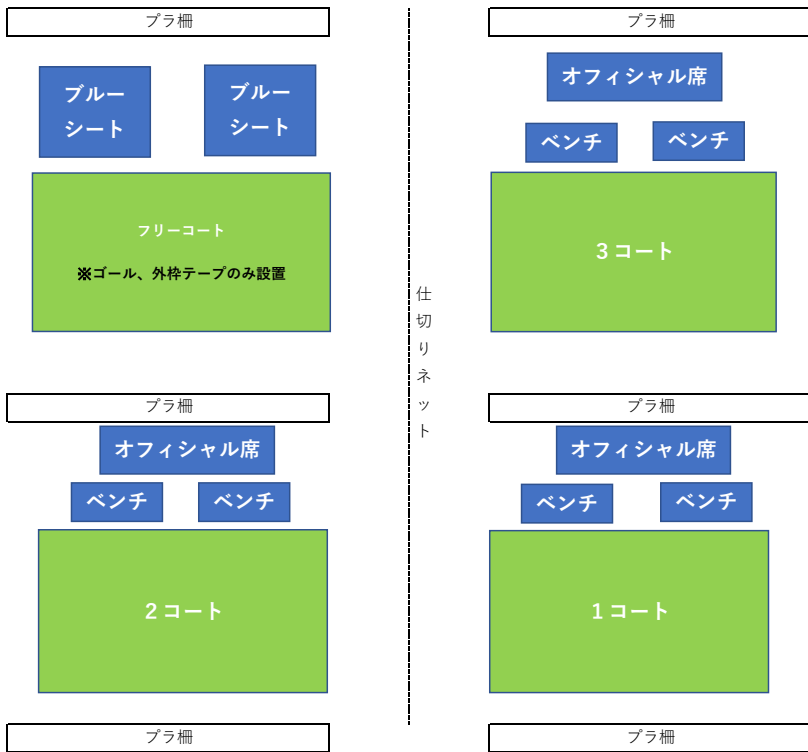 プラ柵
プラ柵
ブルー
シート
ブルー
シート
オフィシャル席
ベンチ
ベンチ
フリーコート
※ゴール、外枠テープのみ設置
3コート
仕切りネット
プラ柵
プラ柵
オフィシャル席
オフィシャル席
ベンチ
ベンチ
ベンチ
ベンチ
2コート
1コート
プラ柵
プラ柵